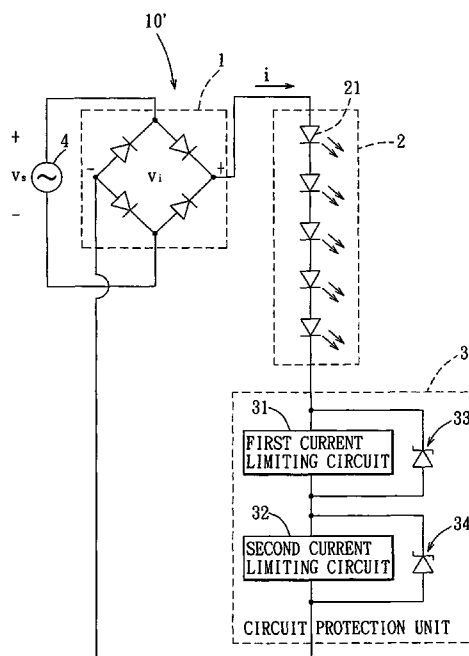 10'
1
i
21
2
+
4
Vs
-
-
Vi
+
3
31
33
FIRST CURRENT
LIMITING CIRCUIT
32
34
SECOND CURRENT
LIMITING CIRCUIT
CIRCUIT PROTECTION UNIT